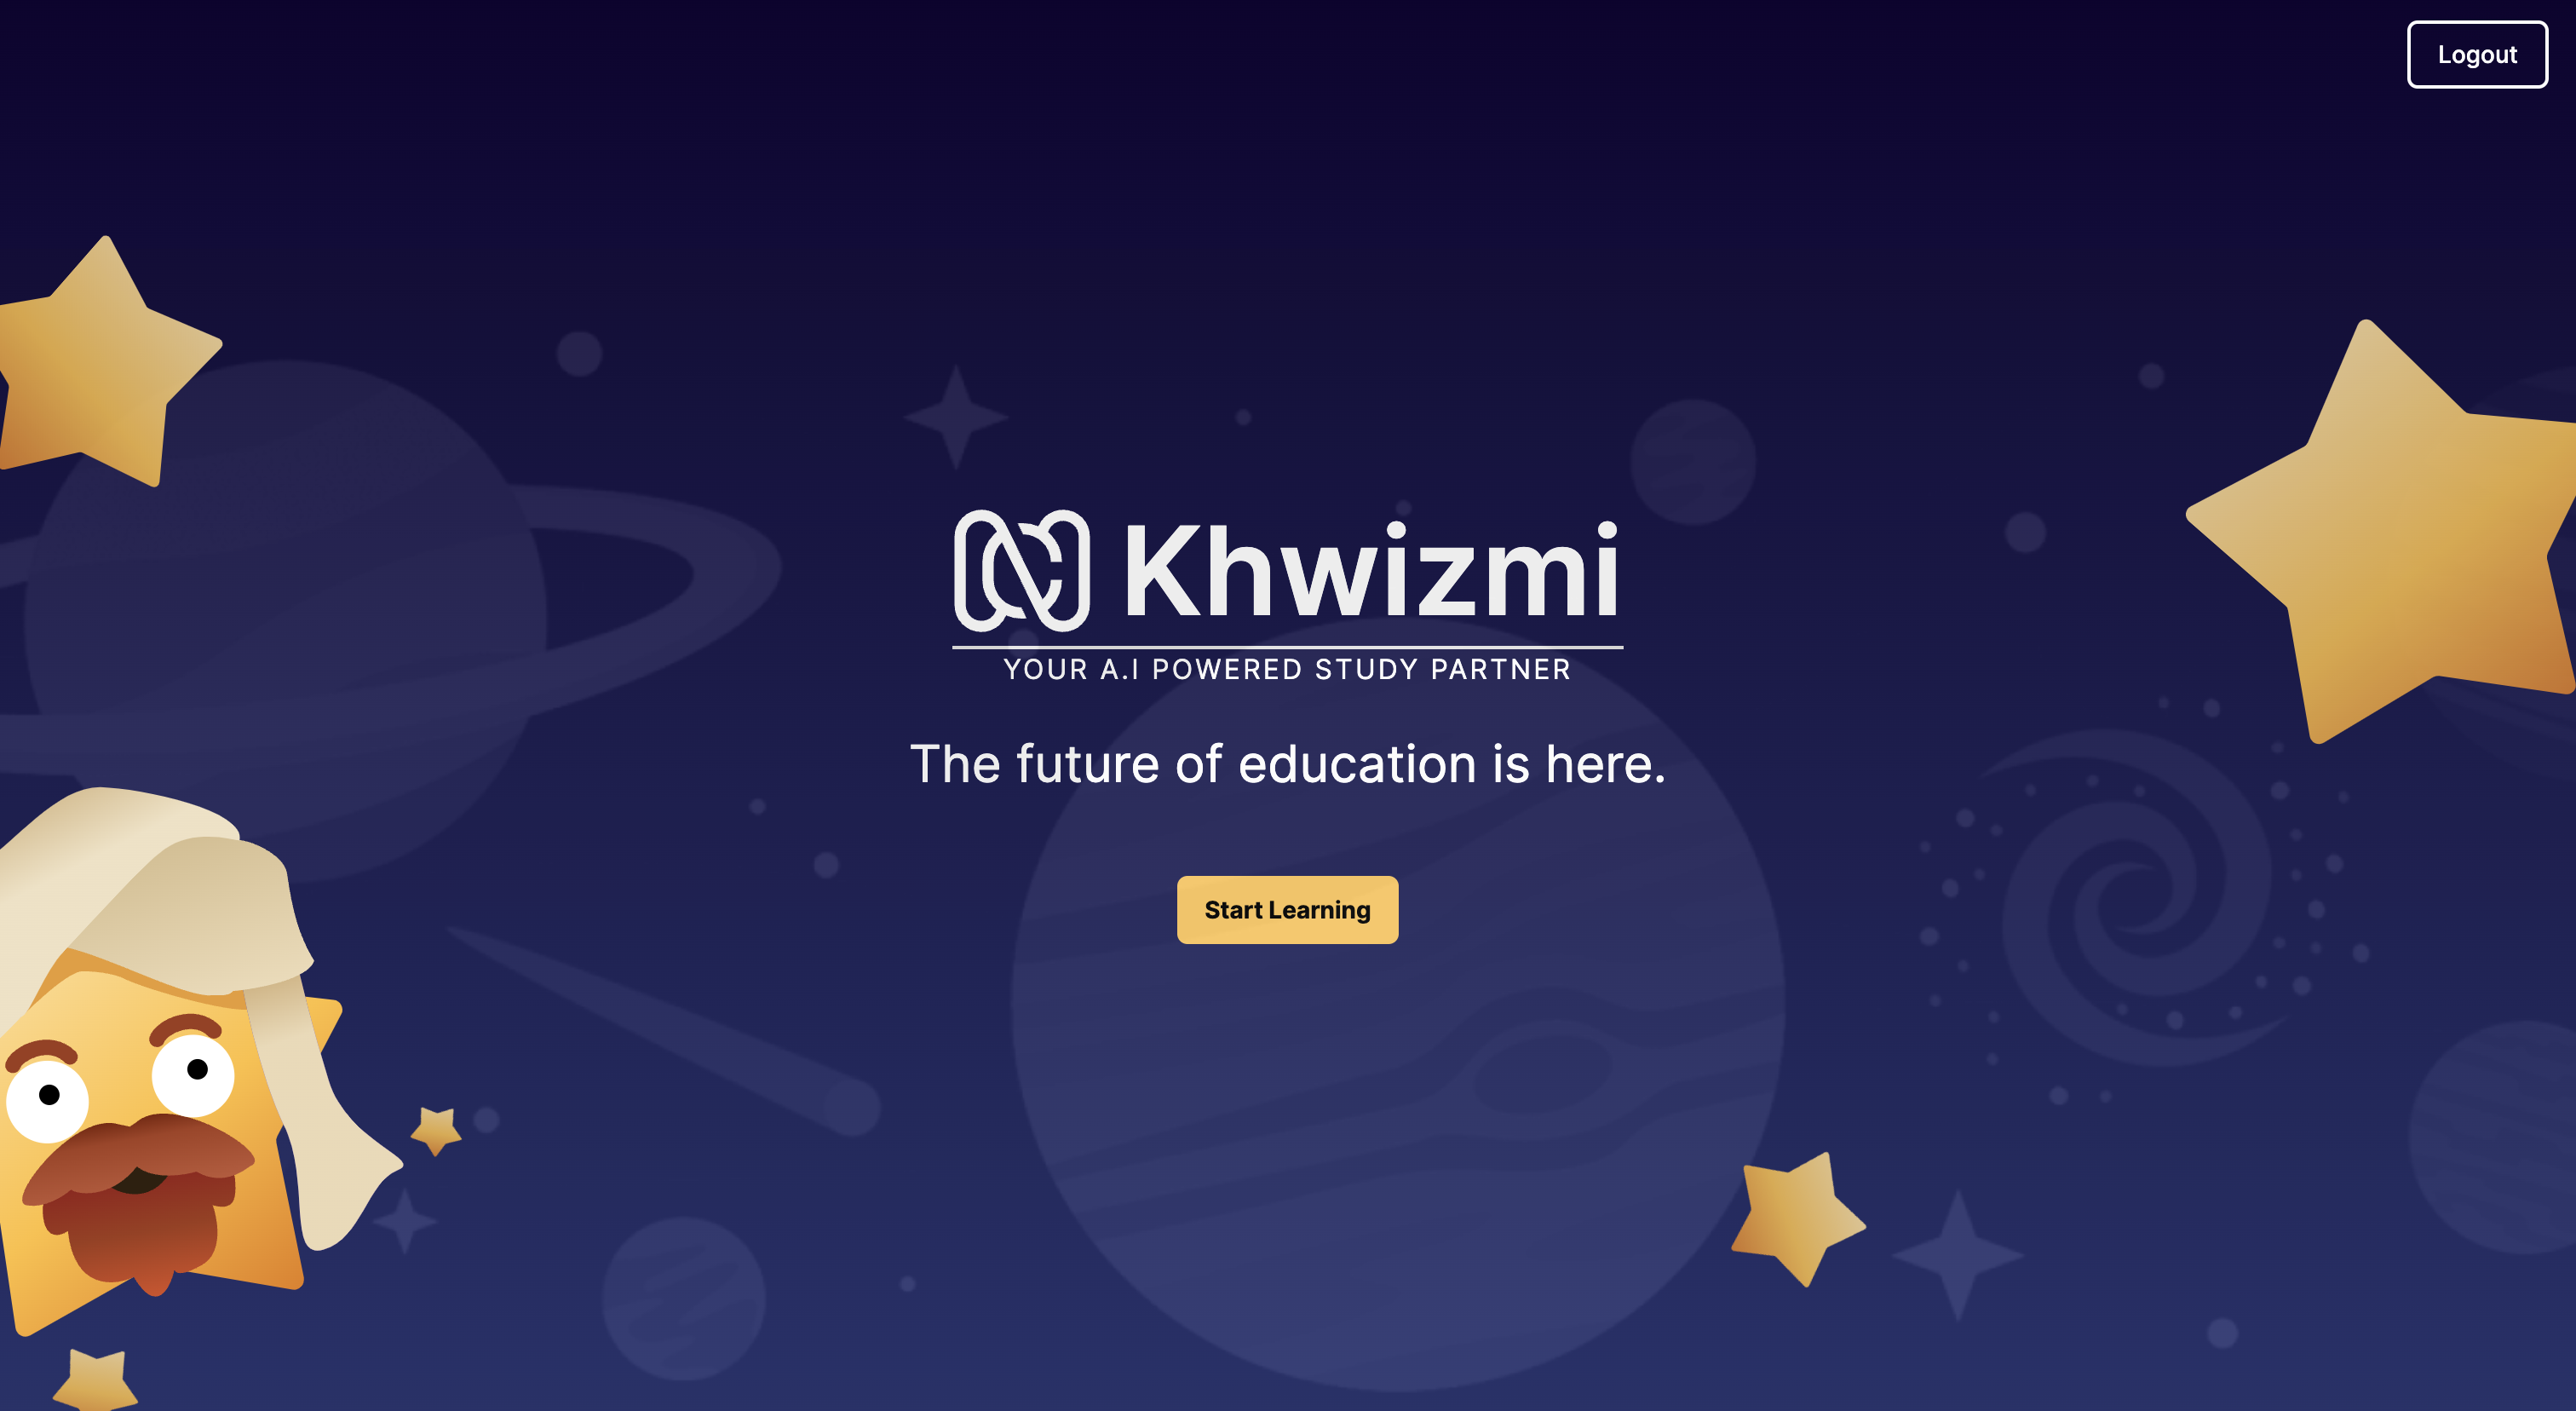 Logout
Khwizmi
YOUR A.I POWERED STUDY PARTNER
The future of education is here.
Start Learning